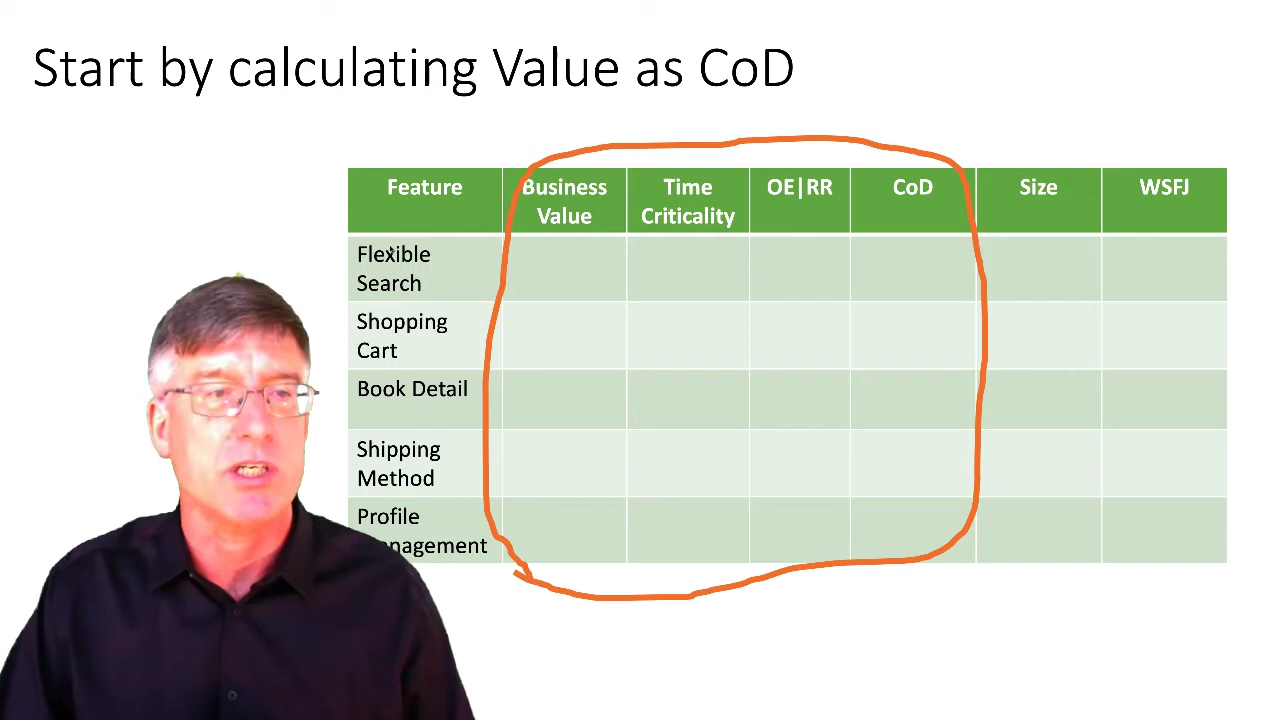 Start by calculating Value as CoD
Feature
Business
Value
Time
Criticality
OE|RR
CoD
Size
WSFJ
Flexible
Search
Shopping
Cart
Book Detail
Shipping
Method
Profile
nagement